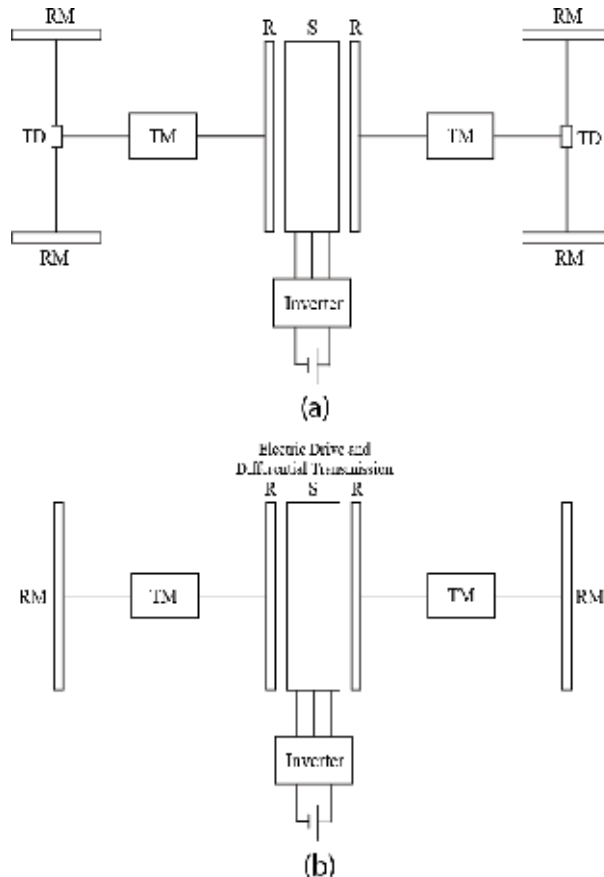 RM
RM
R S R
TD
TM
TM
TD
RM
RM
Inverter
(a)
Electric Drive and
Differential Transmission
R S R
RM
TM
TM
RM
Inverter
(b)